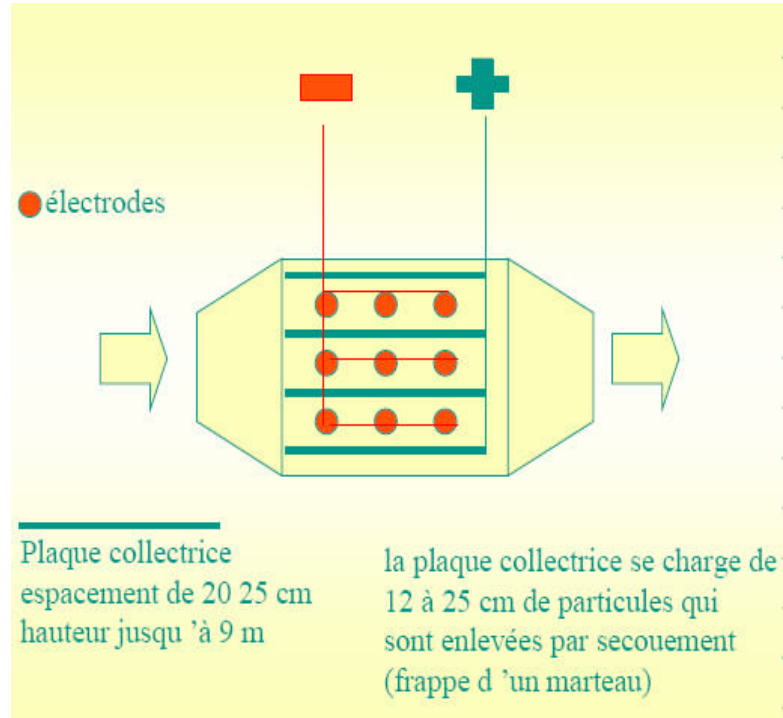 électrodes
Plaque collectrice
espacement de 20 25 cm
hauteur jusqu 'à 9 m
la plaque collectrice se charge de
12 à 25 cm de particules qui
sont enlevées par secouement
(frappe d 'un marteau)